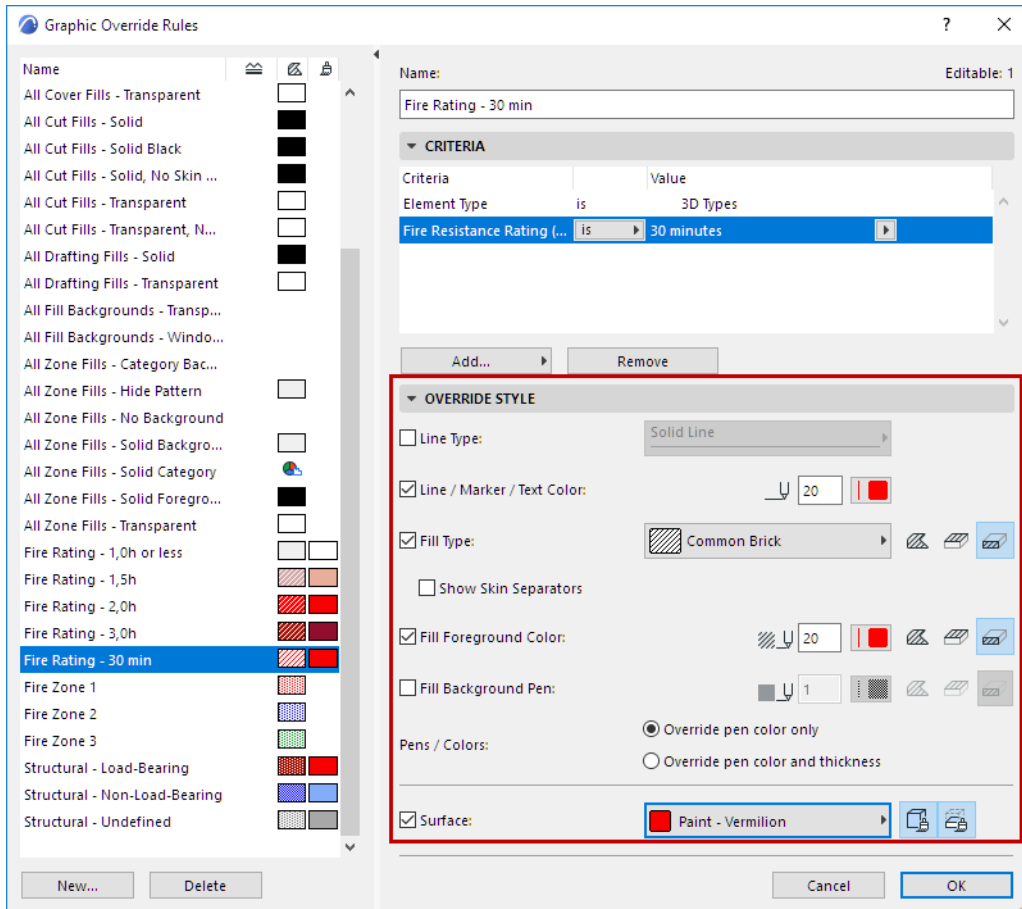 Graphic Override Rules ?
Name
All Cover Fills - Transparent
All Cut Fills - Solid
All Cut Fills - Solid Black
All Cut Fills - Solid, No Skin ...
All Cut Fills - Transparent
All Cut Fills - Transparent, N...
All Drafting Fills - Solid
All Drafting Fills - Transparent
All Fill Backgrounds - Transp...
All Fill Backgrounds - Windo...
All Zone Fills - Category Bac...
All Zone Fills - Hide Pattern
All Zone Fills - No Background
All Zone Fills - Solid Backgro...
All Zone Fills - Solid Category
All Zone Fills - Solid Foregro...
All Zone Fills - Transparent
Fire Rating - 1,0h or less
Fire Rating - 1,5h
Fire Rating - 2,0h
Fire Rating - 3,0h
Fire Rating - 30 min
Fire Zone 1
Fire Zone 2
Fire Zone 3
Structural - Load-Bearing
Structural - Non-Load-Bearing
Structural - Undefined
New... Delete
Name: Editable: 1
Fire Rating - 30 min
CRITERIA
Criteria Value
Element Type is 3D Types
Fire Resistance Rating (... is 30 minutes
Add... Remove
OVERRIDE STYLE
Line Type: Solid Line
Line / Marker / Text Color: 20
Fill Type: Common Brick
Show Skin Separators
Fill Foreground Color: 20
Fill Background Pen: 1
Pens / Colors: Override pen color only
Override pen color and thickness
Surface: Paint - Vermilion
Cancel OK